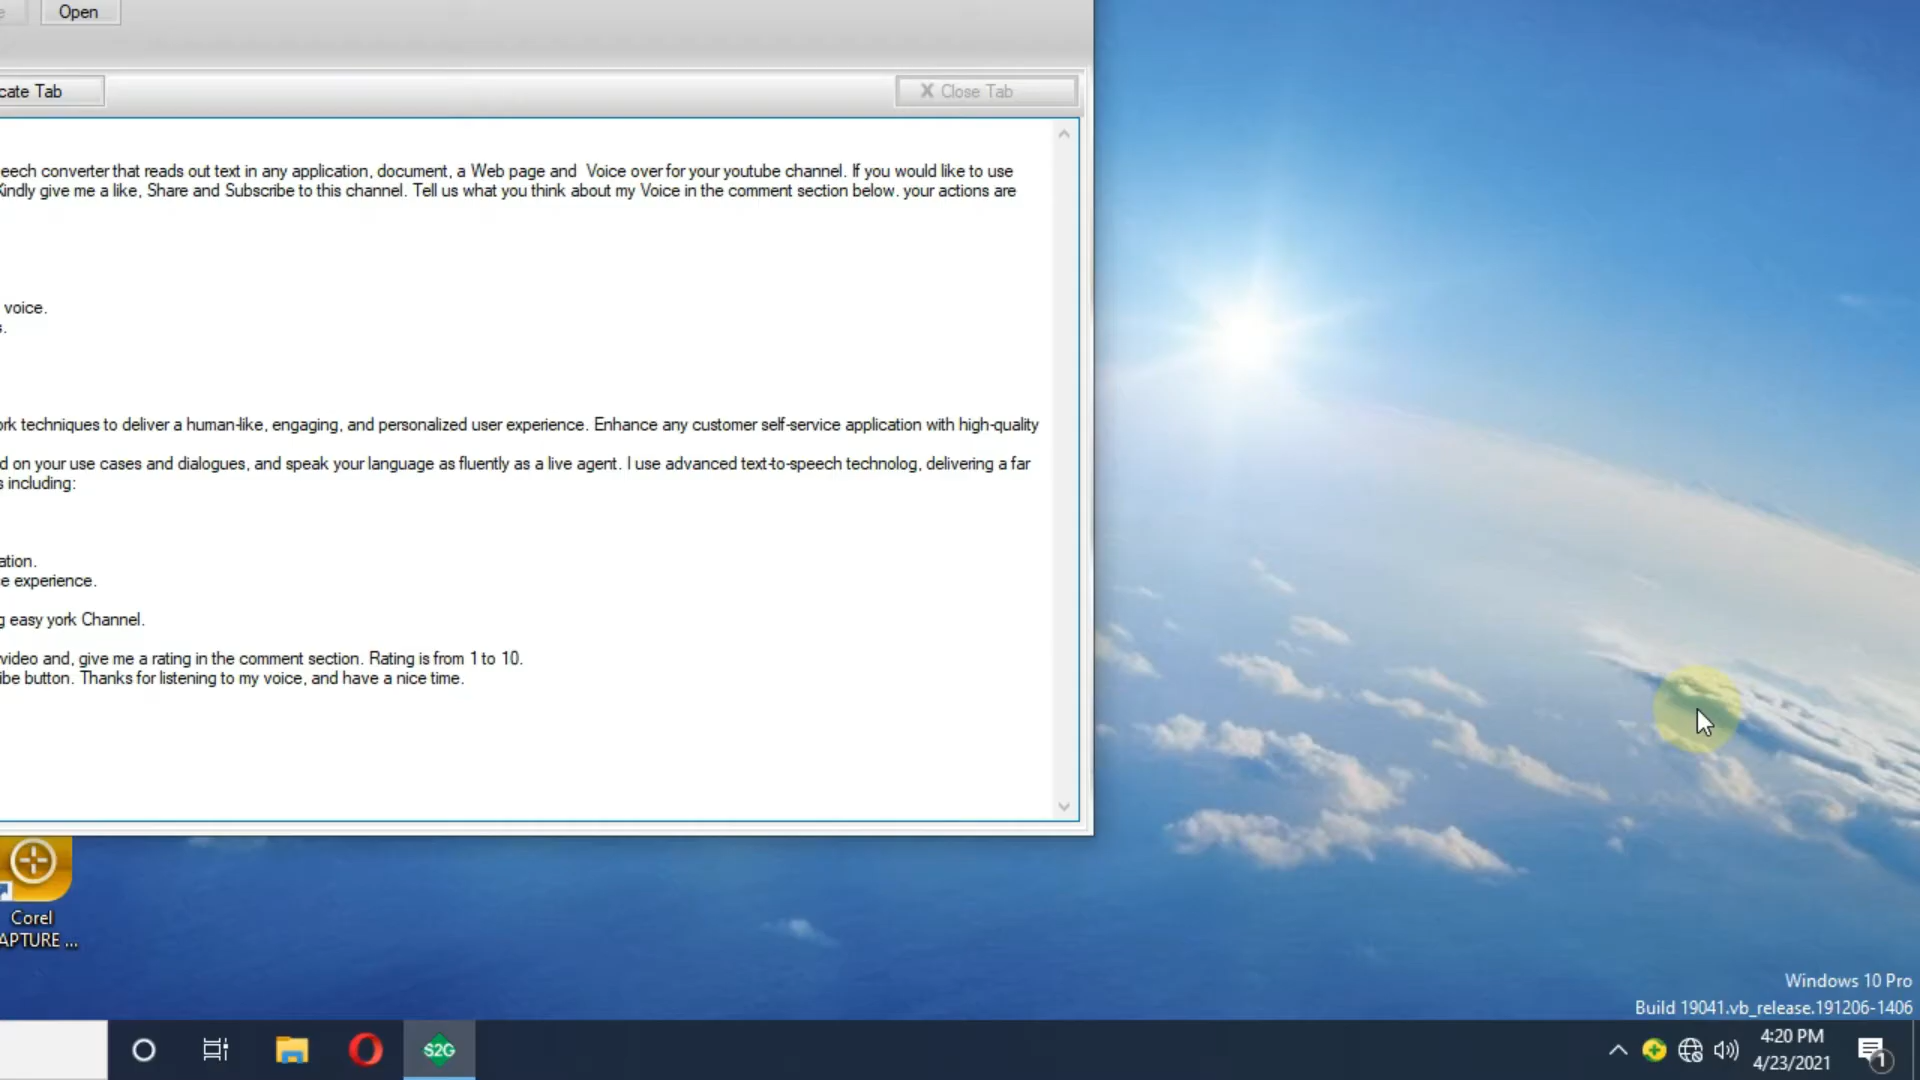 Open
cate Tab
X Close Tab
eech converter that reads out text in any application, document, a Web page and  Voice over for your youtube channel. If you would like to use
Kindly give me a like, Share and Subscribe to this channel. Tell us what you think about my Voice in the comment section below. your actions are
voice.
s.
ork techniques to deliver a human-like, engaging, and personalized user experience. Enhance any customer self-service application with high-quality
d on your use cases and dialogues, and speak your language as fluently as a live agent. I use advanced text-to-speech technolog, delivering a far
s including:
ation.
ce experience.
g easy york Channel.
video and, give me a rating in the comment section. Rating is from 1 to 10.
ibe button. Thanks for listening to my voice, and have a nice time.
Corel
APTURE ...
Windows 10 Pro
Build 19041.vb_release.191206-1406
S2G
4:20 PM
4/23/2021
1